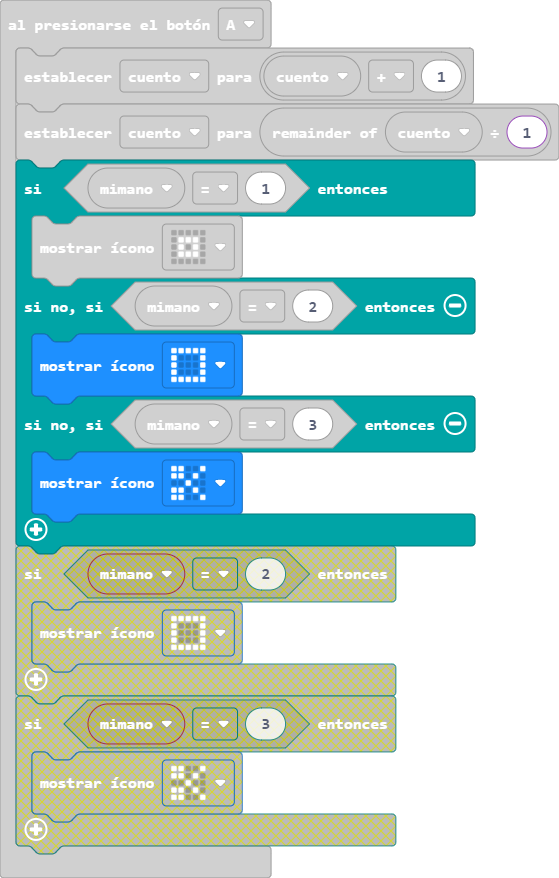 al presionarse el botón A
establecer cuento para cuento + 1
establecer cuento para remainder of cuento ÷ 1
si mimano = 1 entonces
mostrar ícono
si no, si mimano = 2 entonces
mostrar ícono
si no, si mimano = 3 entonces
mostrar ícono
si mimano = 2 entonces
mostrar ícono
si mimano = 3 entonces
mostrar ícono